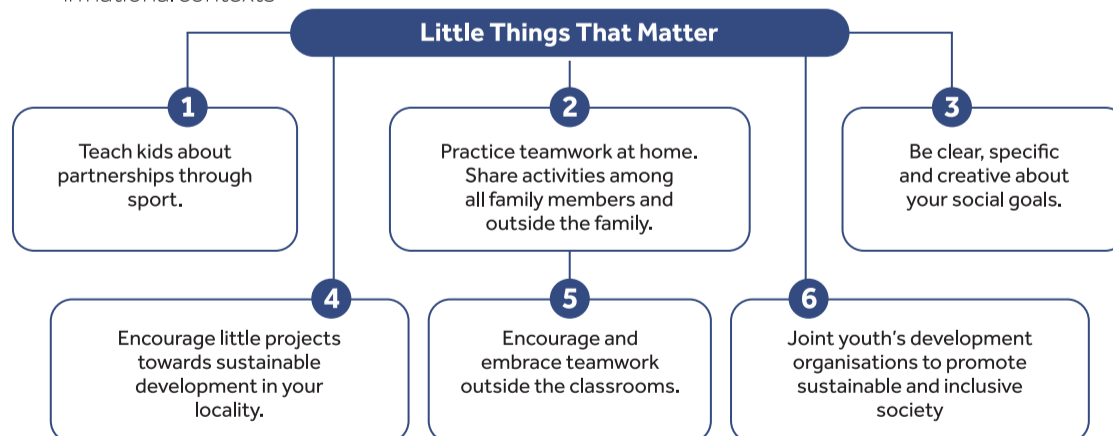 in national contexts
Little Things That Matter
1
Teach kids about
partnerships through
sport.
2
Practice teamwork at home.
Share activities among
all family members and
outside the family.
3
Be clear, specific
and creative about
your social goals.
4
Encourage little projects
towards sustainable
development in your
locality.
5
Encourage and
embrace teamwork
outside the classrooms.
6
Joint youth's development
organisations to promote
sustainable and inclusive
society